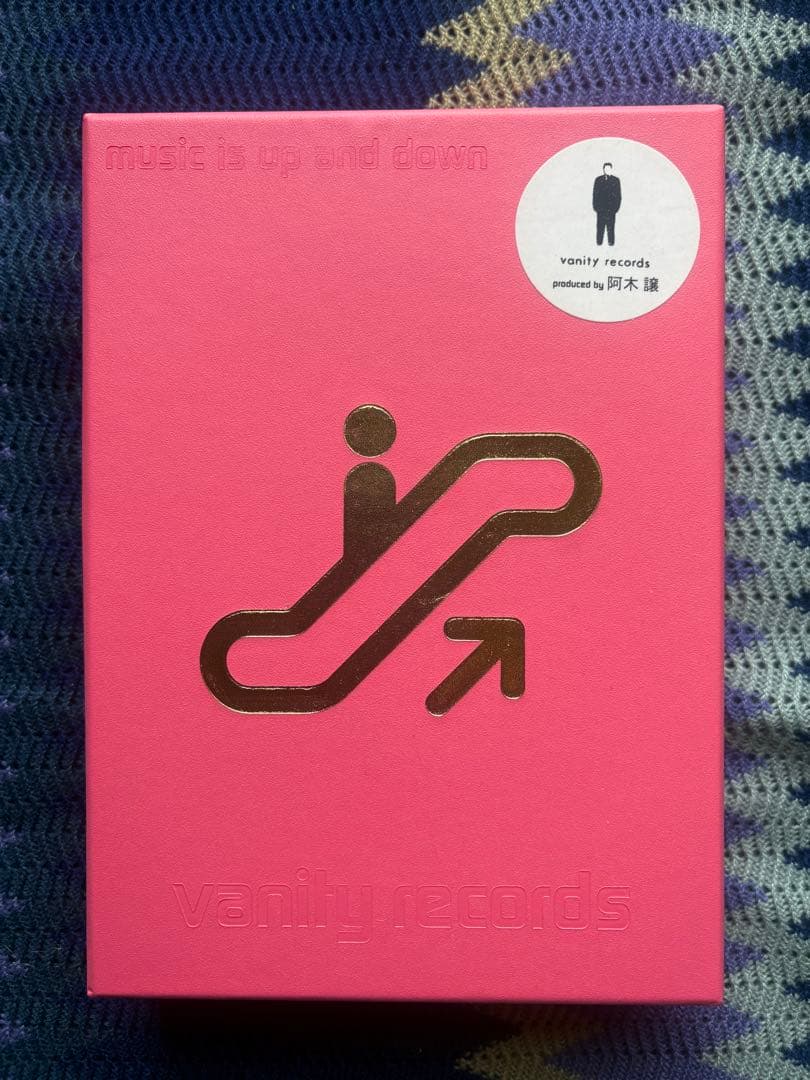 music is up and down
vanity records
produced by 阿木 譲
vanity records